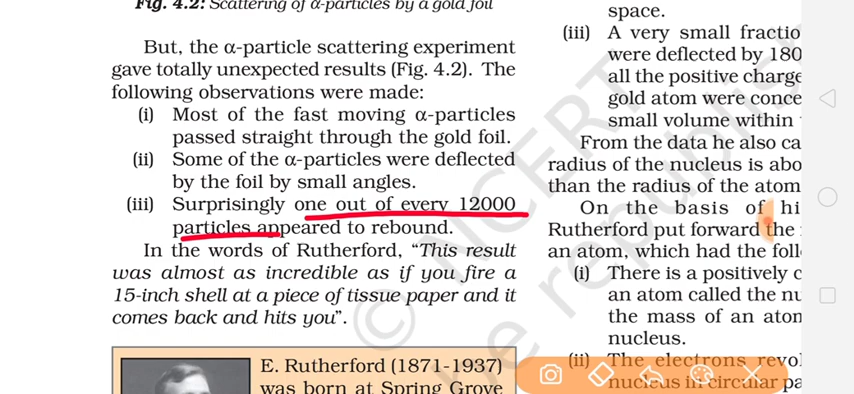 Fig. 4.2: Scattering of α-particles by a gold foil
But, the α-particle scattering experiment
gave totally unexpected results (Fig. 4.2). The
following observations were made:
(i) Most of the fast moving α-particles
passed straight through the gold foil.
(ii) Some of the α-particles were deflected
by the foil by small angles.
(iii) Surprisingly one out of every 12000
particles appeared to rebound.
In the words of Rutherford, “This result
was almost as incredible as if you fire a
15-inch shell at a piece of tissue paper and it
comes back and hits you”.
E. Rutherford (1871-1937)
was born at Spring Grove
space.
(iii) A very small fractio
were deflected by 180
all the positive charge
gold atom were conce
small volume within
From the data he also ca
radius of the nucleus is abo
than the radius of the atom
On the basis of hi
Rutherford put forward the
an atom, which had the foll
(i) There is a positively c
an atom called the nu
the mass of an atom
nucleus.
(ii) The electrons revol
nucleus in circular pa
© NCERT
be republis